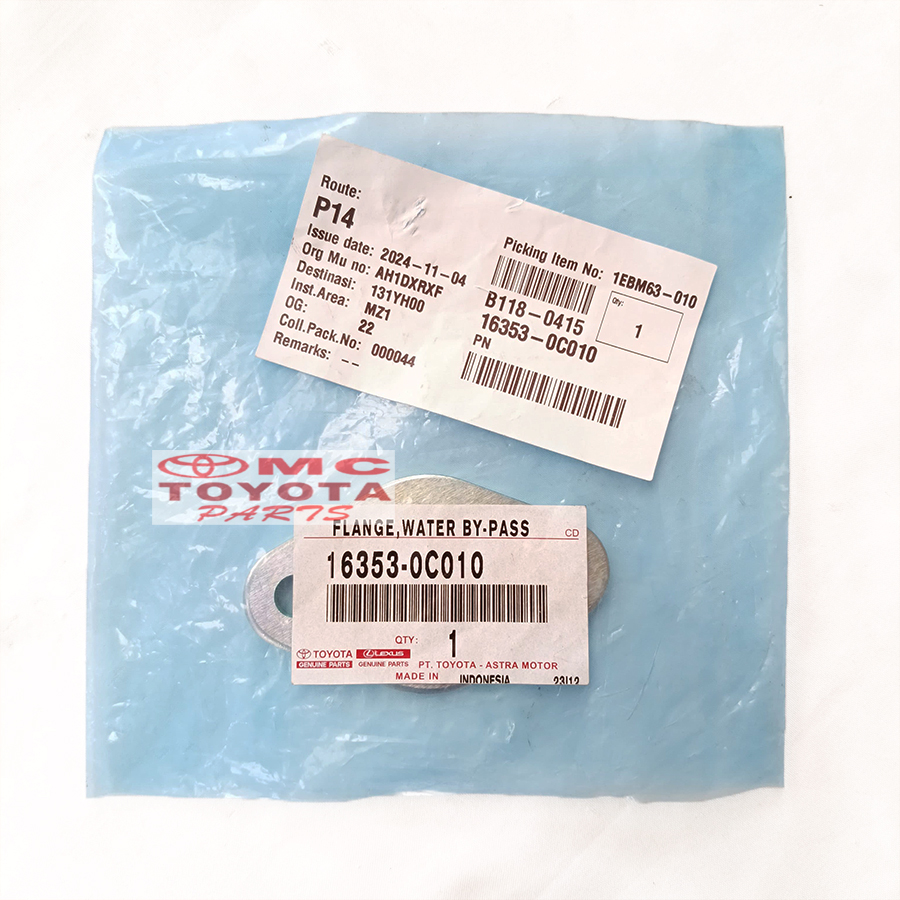 Route:
P14
Issue date: 2024-11-04
Org Mu no: AH1DXRXF
Destinasi: 131YH00
Inst.Area: MZ1
OG: 22
Coll.Pack.No: 000044
Remarks: --
Picking Item No: 1EBM63-010
B118-0415
16353-0C010
PN
Qty:
1
MC
TOYOTA
PARTS
FLANGE,WATER BY-PASS
CD
16353-0C010
QTY: 1
TOYOTA
GENUINE PARTS
LEXUS
GENUINE PARTS
PT. TOYOTA - ASTRA MOTOR
MADE IN INDONESIA